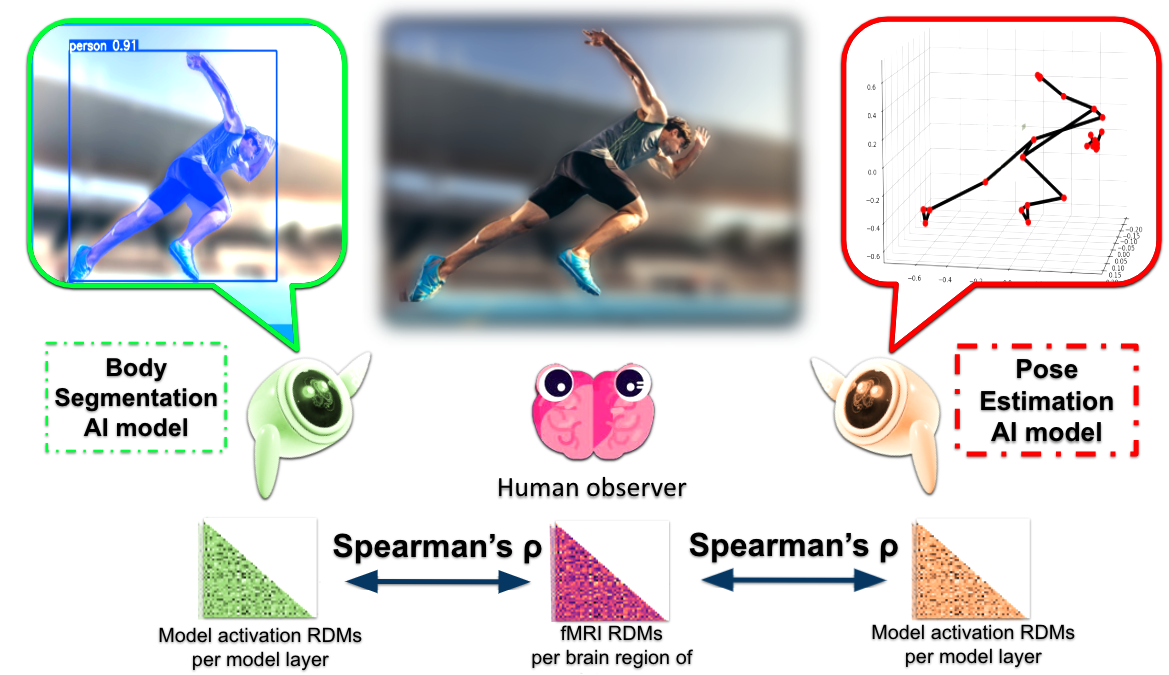 person 0.91
0.6
0.4
0.2
0.0
−0.2
−0.4
−0.6
−0.6
−0.4
−0.20
−0.15
−0.10
−0.05
0.00
0.05
0.10
0.15
Body
Segmentation
AI model
Pose
Estimation
AI model
Human observer
Spearman’s ρ
Spearman’s ρ
Model activation RDMs
per model layer
fMRI RDMs
per brain region of
Model activation RDMs
per model layer